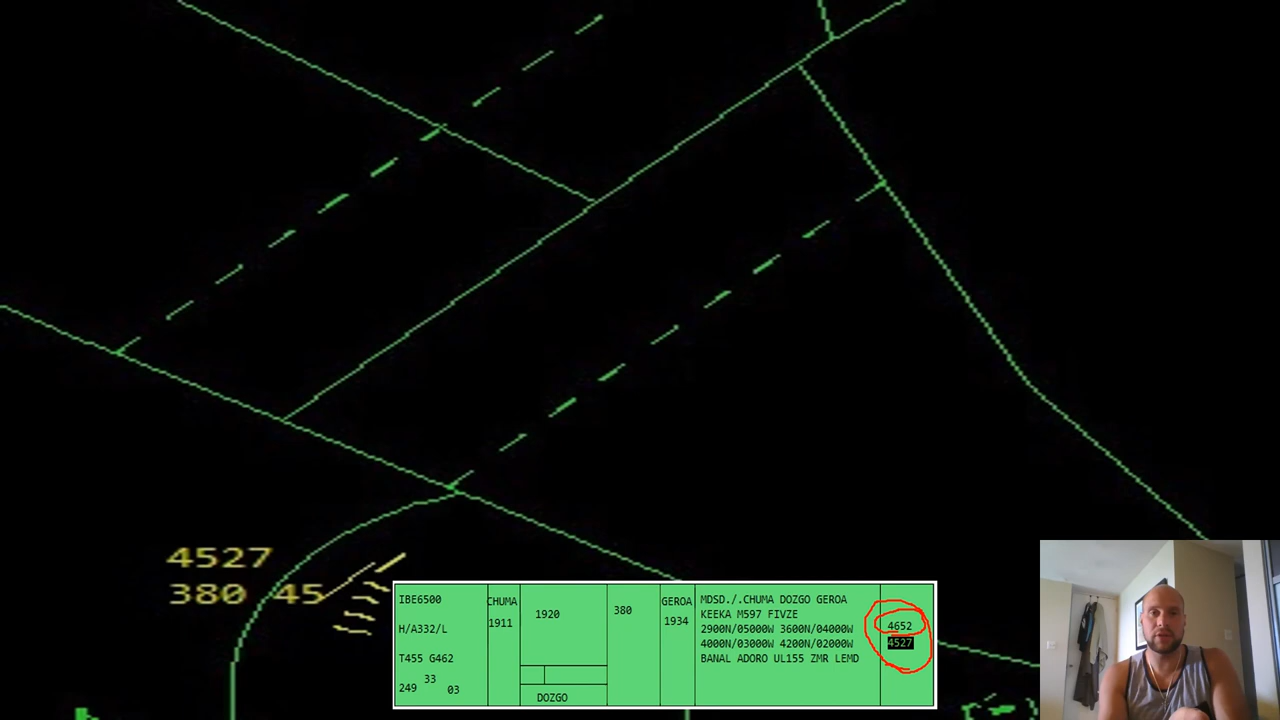 4527
380 45
IBE6500
H/A332/L
T455 G462
33
249
03
CHUMA
1911
1920
DOZGO
380
GEROA
1934
MDSD./.CHUMA DOZGO GEROA
KEEKA M597 FIVZE
2900N/05000W 3600N/04000W
4000N/03000W 4200N/02000W
BANAL ADORO UL155 ZMR LEMD
4652
4527